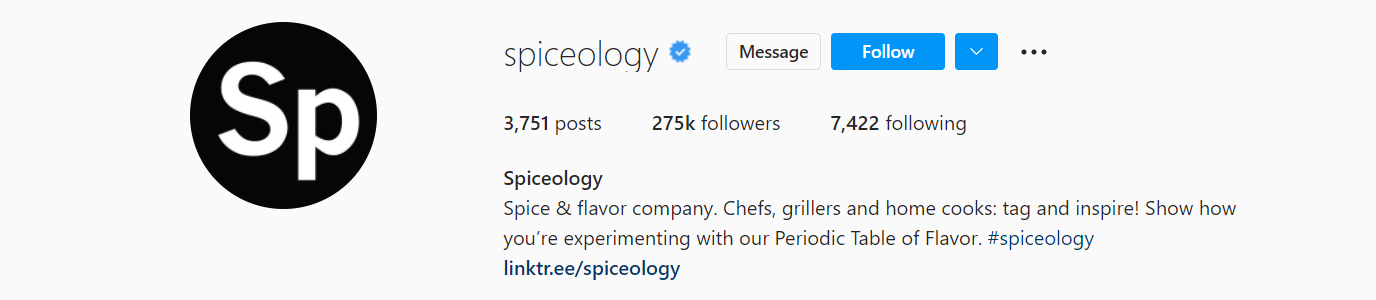 Sp
spiceology
Message
Follow
3,751 posts
275k followers
7,422 following
Spiceology
Spice & flavor company. Chefs, grillers and home cooks: tag and inspire! Show how
you’re experimenting with our Periodic Table of Flavor. #spiceology
linktr.ee/spiceology